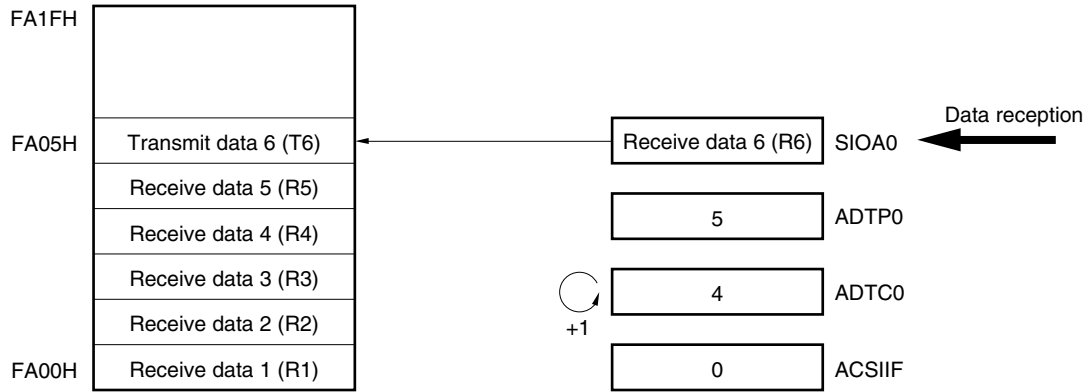 FA1FH
Data reception
FA05H Transmit data 6 (T6) Receive data 6 (R6) SIOA0
Receive data 5 (R5)
5 ADTP0
Receive data 4 (R4)
Receive data 3 (R3)
4 ADTC0
+1
Receive data 2 (R2)
FA00H Receive data 1 (R1) 0 ACSIIF